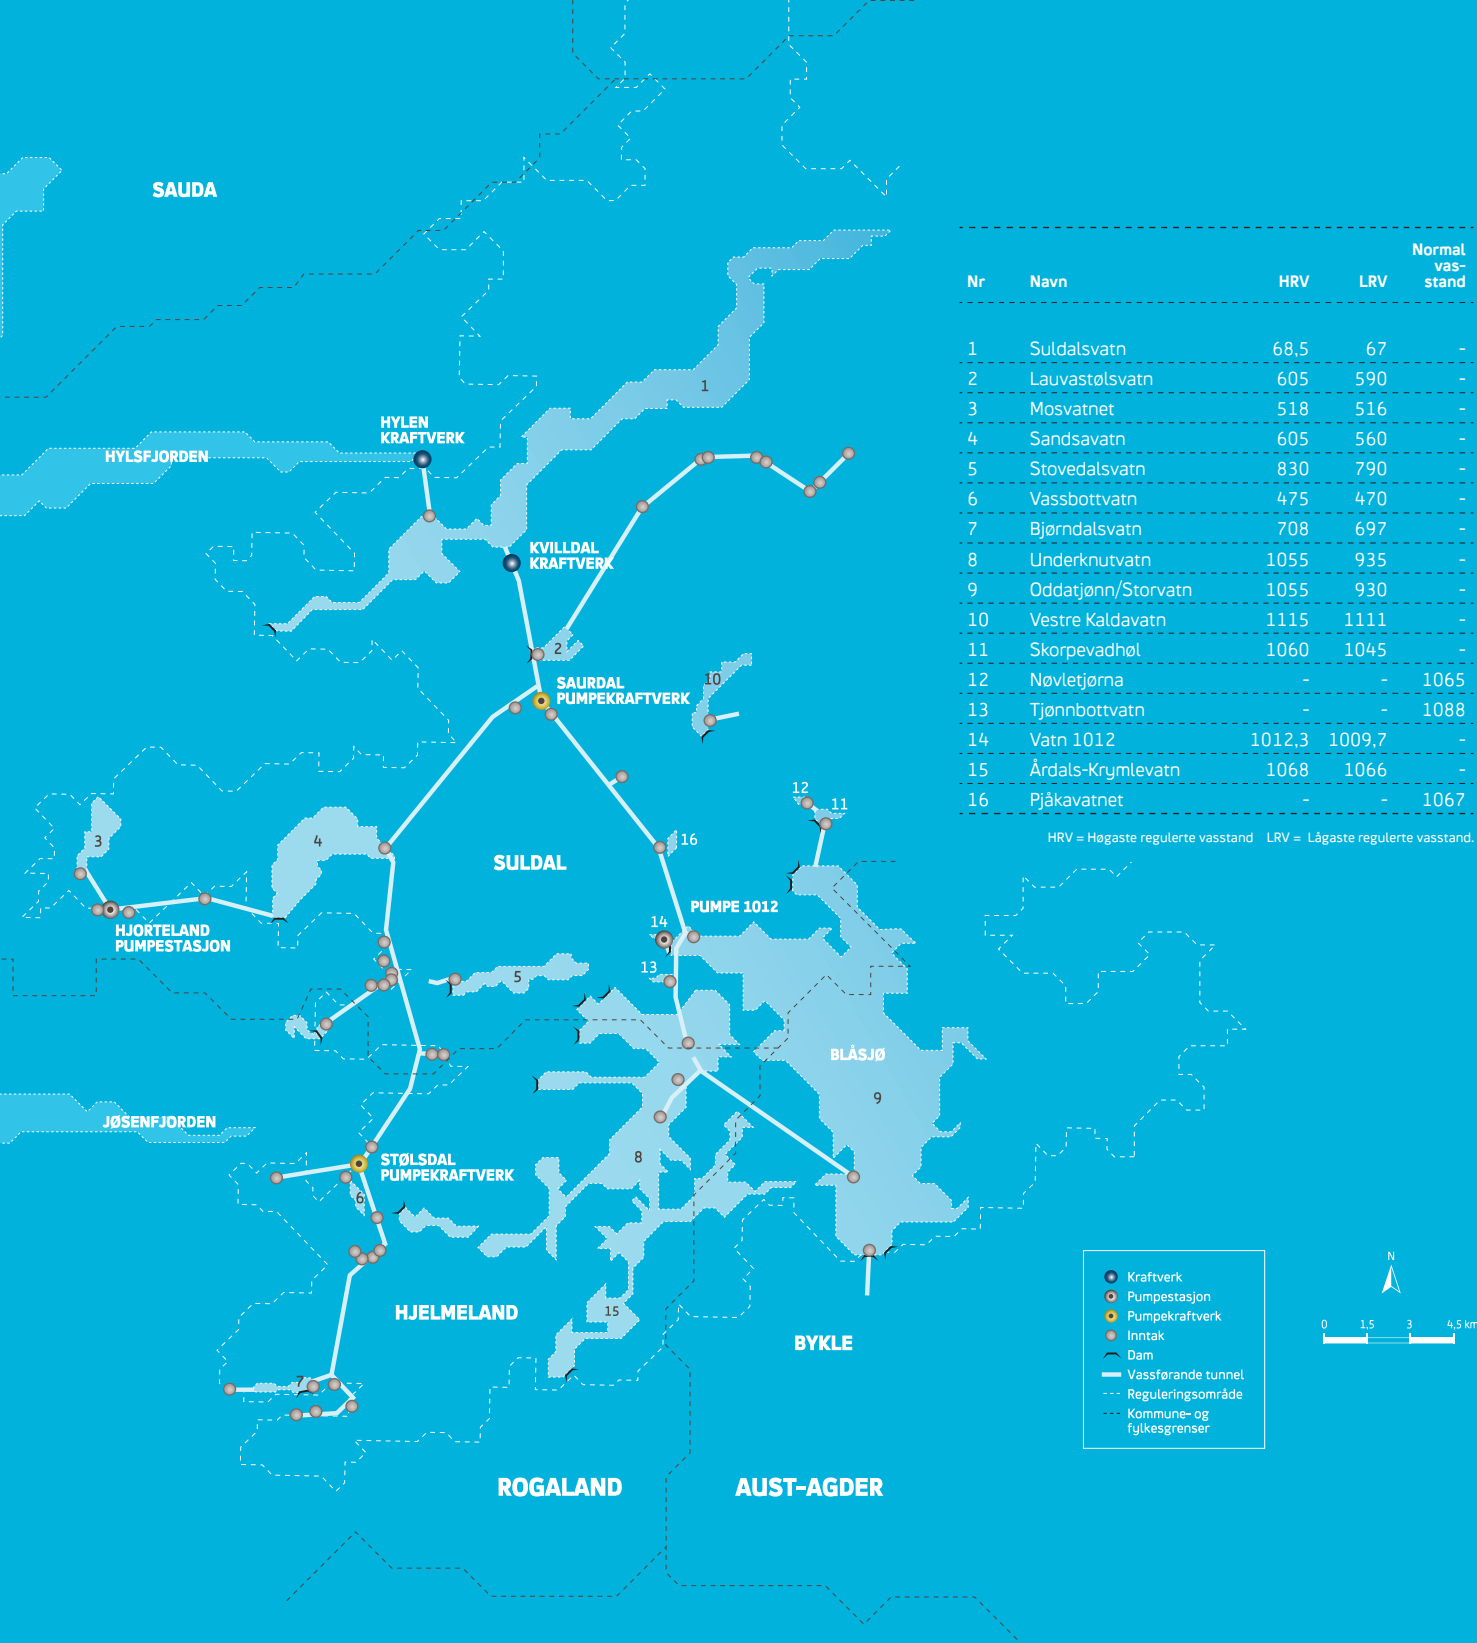 SAUDA
Nr Navn HRV LRV Normal vas-stand
1 Suldalsvatn 68,5 67 -
2 Lauvastølsvatn 605 590 -
3 Mosvatnet 518 516 -
4 Sandsavatn 605 560 -
5 Stovedalsvatn 830 790 -
6 Vassbottvatn 475 470 -
7 Bjørndalsvatn 708 697 -
8 Underknutvatn 1055 935 -
9 Oddatjønn/Storvatn 1055 930 -
10 Vestre Kaldavatn 1115 1111 -
11 Skorpevadhøl 1060 1045 -
12 Nøvletjørna - - 1065
13 Tjønnbottvatn - - 1088
14 Vatn 1012 1012,3 1009,7 -
15 Årdals-Krymlevatn 1068 1066 -
16 Pjåkavatnet - - 1067
HRV = Høgaste regulerte vasstand LRV = Lågaste regulerte vasstand.
1
HYLEN
KRAFTVERK
HYLSFJORDEN
KVILLDAL
KRAFTVERK
2
10
SAURDAL
PUMPEKRAFTVERK
12
11
3
4
16
SULDAL
PUMPE 1012
14
HJORTELAND
PUMPESTASJON
13
5
BLÅSJØ
9
JØSENFJORDEN
8
STØLSDAL
PUMPEKRAFTVERK
6
HJELMELAND
15
BYKLE
7
ROGALAND
AUST-AGDER
Kraftverk
Pumpestasjon
Pumpekraftverk
Inntak
Dam
Vassførande tunnel
Reguleringsområde
Kommune- og
fylkesgrenser
N
0 1,5 3 4,5 km